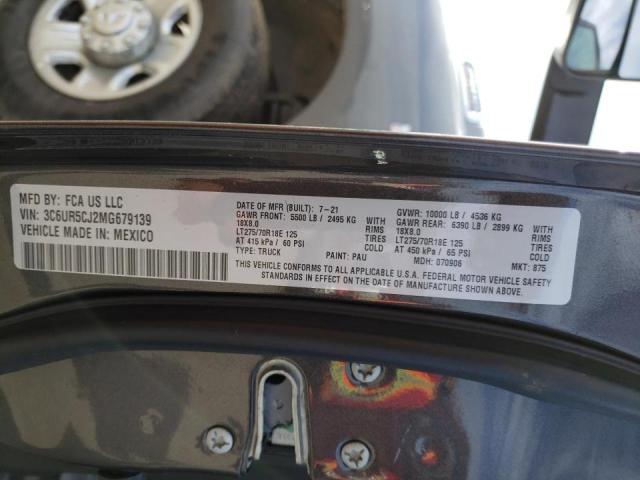 MFD BY: FCA US LLC
VIN: 3C6UR5CJ2MG679139
VEHICLE MADE IN: MEXICO
DATE OF MFR (BUILT): 7-21 GVWR: 10000 LB / 4536 KG
GAWR FRONT: 5500 LB / 2495 KG WITH GAWR REAR: 6390 LB / 2899 KG WITH
18X8.0 RIMS 18X8.0 RIMS
LT275/70R18E 125 TIRES LT275/70R18E 125 TIRES
AT 415 kPa / 60 PSI COLD AT 450 kPa / 65 PSI COLD
TYPE: TRUCK PAINT: PAU MDH: 070906 MKT: 875
THIS VEHICLE CONFORMS TO ALL APPLICABLE U.S.A. FEDERAL MOTOR VEHICLE SAFETY
STANDARDS IN EFFECT ON THE DATE OF MANUFACTURE SHOWN ABOVE.